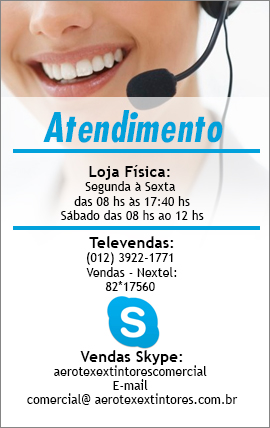 Atendimento
Loja Física:
Segunda à Sexta
das 08 hs às 17:40 hs
Sábado das 08 hs ao 12 hs
Televendas:
(012) 3922-1771
Vendas - Nextel:
82*17560
S
Vendas Skype:
aerotexextintorescomercial
E-mail
comercial@ aerotexextintores.com.br